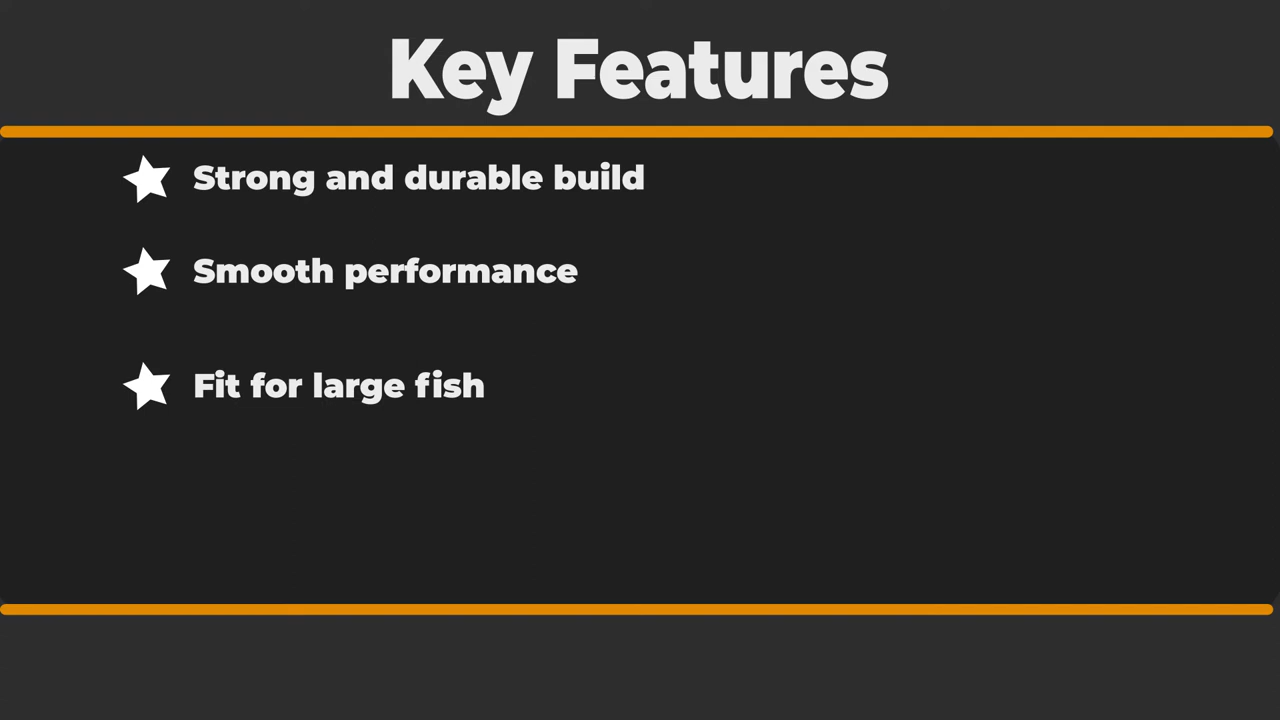 Key Features
Strong and durable build
Smooth performance
Fit for large fish